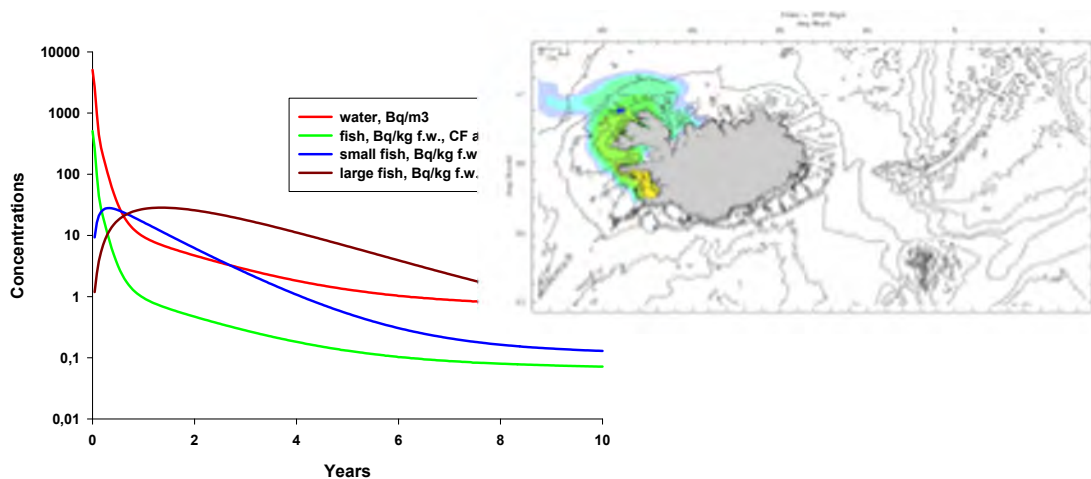 10000
1000
100
10
1
0,1
0,01
Concentrations
water, Bq/m3
fish, Bq/kg f.w., CF a
small fish, Bq/kg f.w
large fish, Bq/kg f.w.
0 2 4 6 8 10
Years